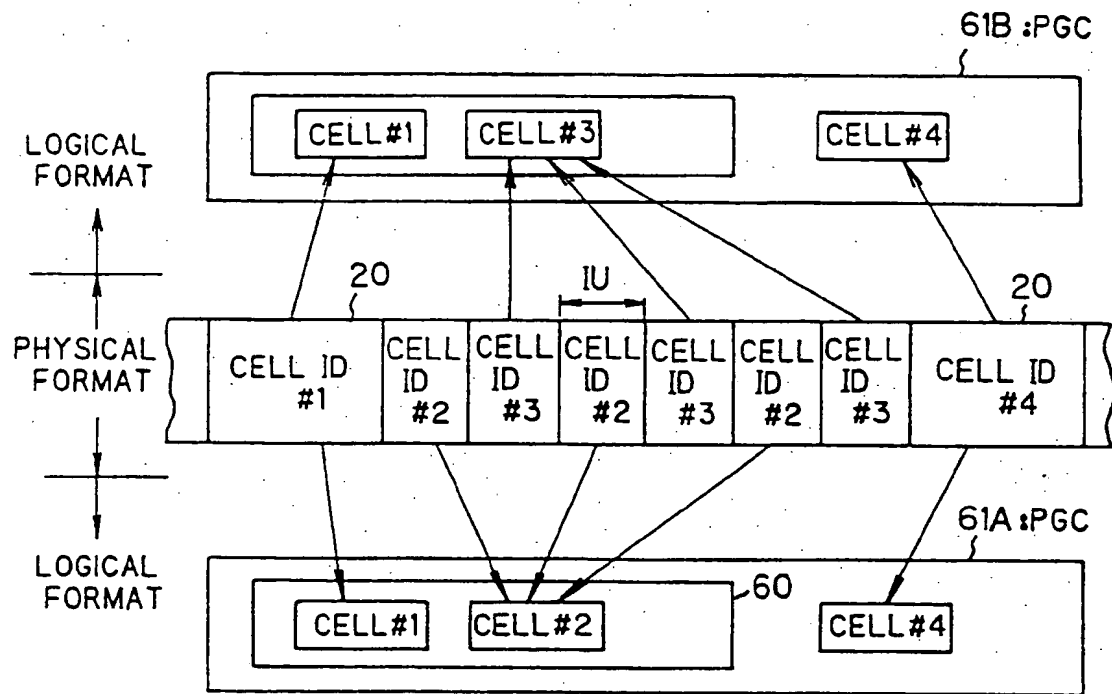 61B :PGC
CELL#1
CELL#3
CELL#4
LOGICAL
FORMAT
20
IU
20
PHYSICAL
FORMAT
CELL ID
#1
CELL
ID
#2
CELL
ID
#3
CELL
ID
#2
CELL
ID
#3
CELL
ID
#2
CELL
ID
#3
CELL ID
#4
61A :PGC
LOGICAL
FORMAT
60
CELL#1
CELL#2
CELL#4